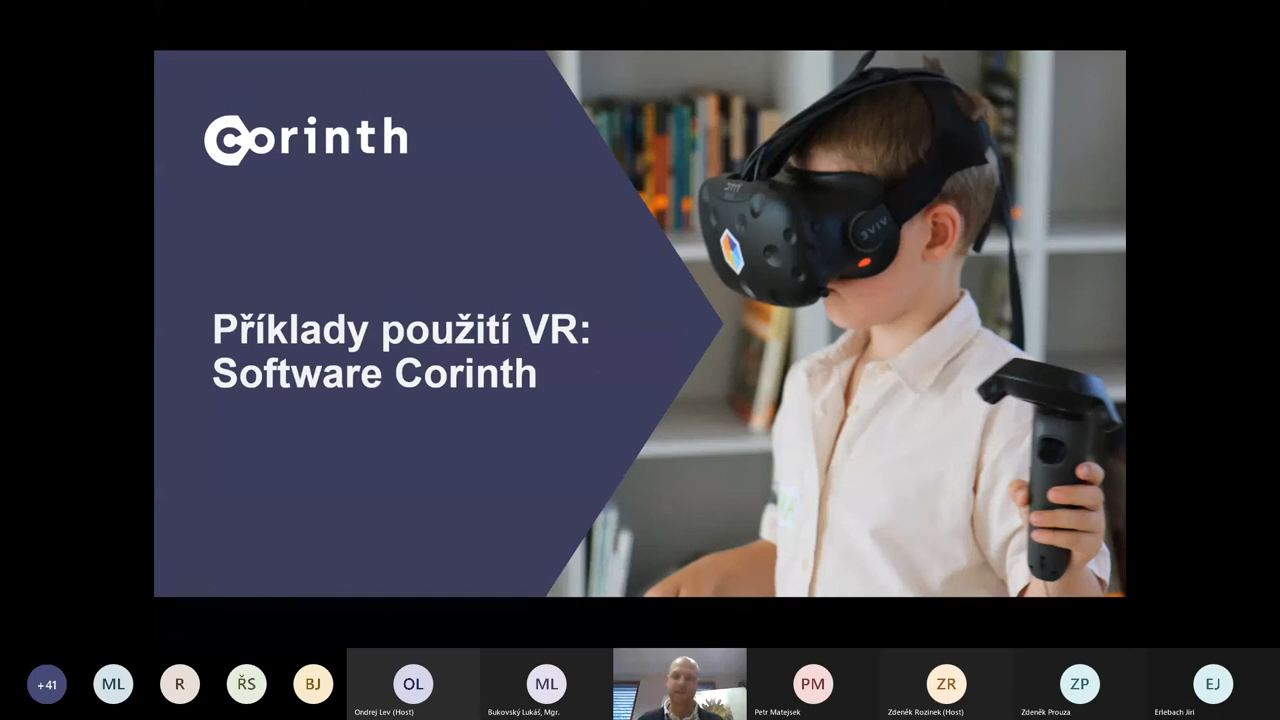 corinth
Příklady použití VR:
Software Corinth
VIVE
+41
ML
R
ŘS
BJ
OL
Ondrej Lev (Host)
ML
Bukovský Lukáš, Mgr.
PM
Petr Matejsek
ZR
Zdeněk Rozinek (Host)
ZP
Zdeněk Prouza
EJ
Erlebach Jiri